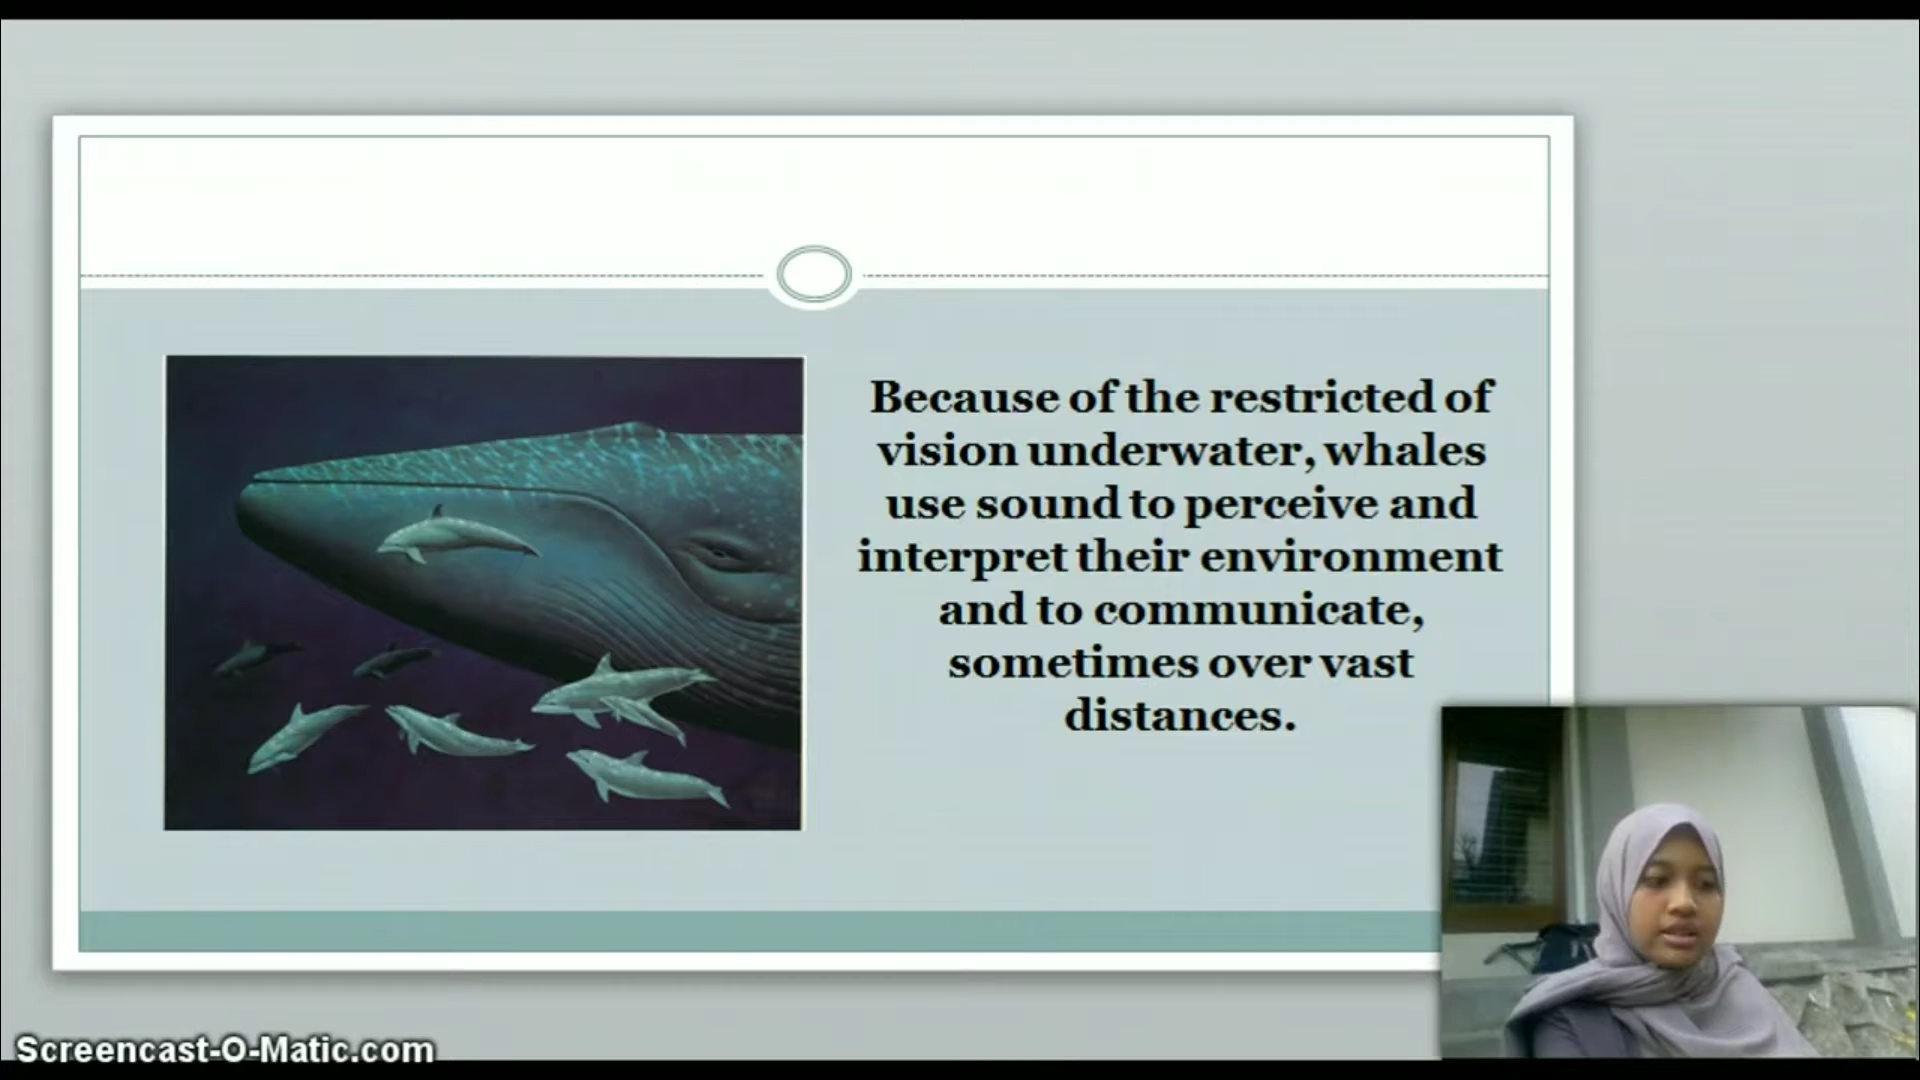 Because of the restricted of
vision underwater, whales
use sound to perceive and
interpret their environment
and to communicate,
sometimes over vast
distances.
Screencast-O-Matic.com